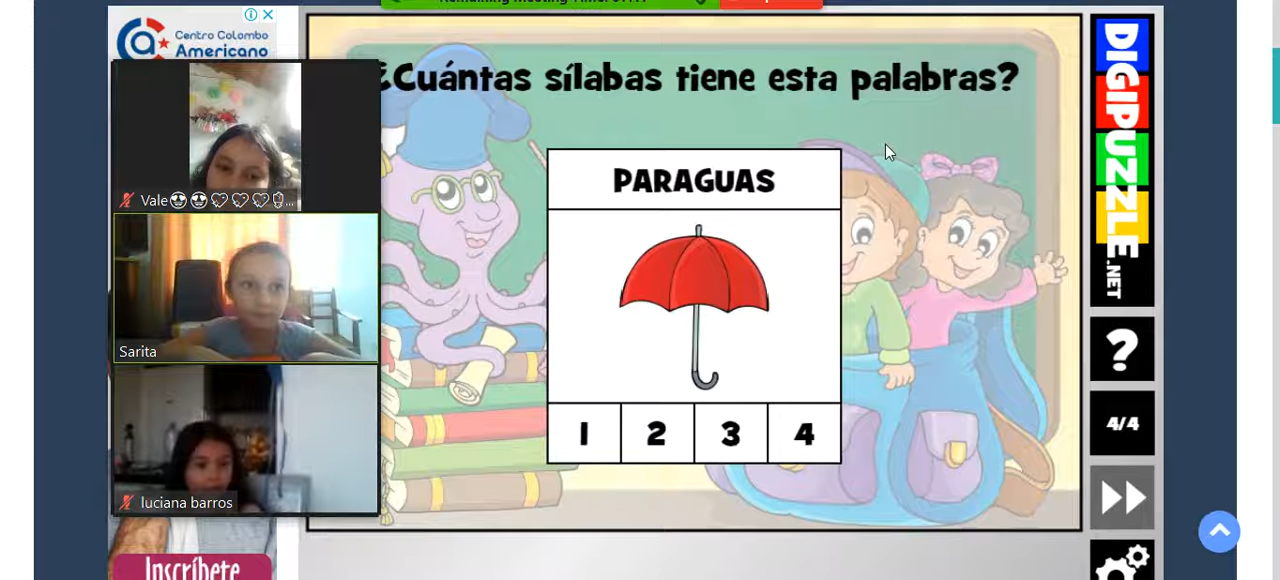 Centro Colombo
Americano
¿Cuántas sílabas tiene esta palabras?
PARAGUAS
1 2 3 4
Vale
Sarita
luciana barros
Inscríbete
DIGIPUZZLE.NET
?
4/4